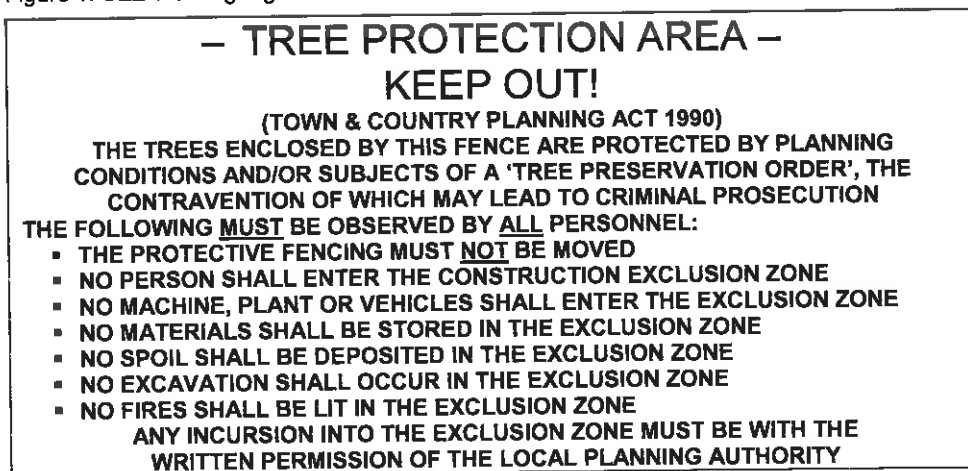 – TREE PROTECTION AREA –
KEEP OUT!
(TOWN & COUNTRY PLANNING ACT 1990)
THE TREES ENCLOSED BY THIS FENCE ARE PROTECTED BY PLANNING
CONDITIONS AND/OR SUBJECTS OF A ‘TREE PRESERVATION ORDER’, THE
CONTRAVENTION OF WHICH MAY LEAD TO CRIMINAL PROSECUTION
THE FOLLOWING MUST BE OBSERVED BY ALL PERSONNEL:
▪ THE PROTECTIVE FENCING MUST NOT BE MOVED
▪ NO PERSON SHALL ENTER THE CONSTRUCTION EXCLUSION ZONE
▪ NO MACHINE, PLANT OR VEHICLES SHALL ENTER THE EXCLUSION ZONE
▪ NO MATERIALS SHALL BE STORED IN THE EXCLUSION ZONE
▪ NO SPOIL SHALL BE DEPOSITED IN THE EXCLUSION ZONE
▪ NO EXCAVATION SHALL OCCUR IN THE EXCLUSION ZONE
▪ NO FIRES SHALL BE LIT IN THE EXCLUSION ZONE
ANY INCURSION INTO THE EXCLUSION ZONE MUST BE WITH THE
WRITTEN PERMISSION OF THE LOCAL PLANNING AUTHORITY